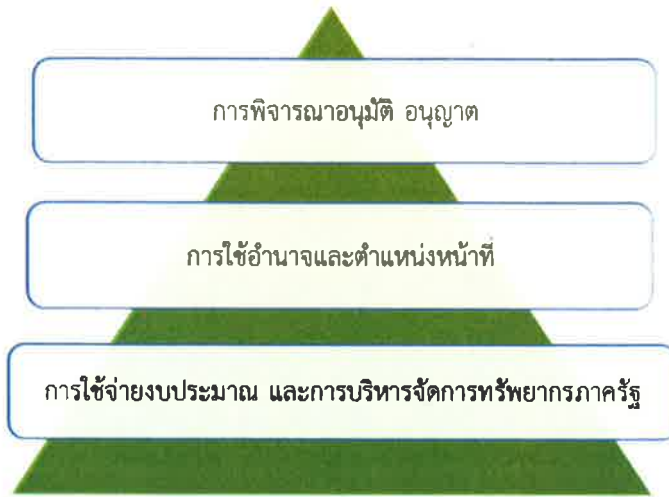 การพิจารณาอนุมัติ อนุญาต
การใช้อำนาจและตำแหน่งหน้าที่
การใช้จ่ายงบประมาณ และการบริหารจัดการทรัพยากรภาครัฐ